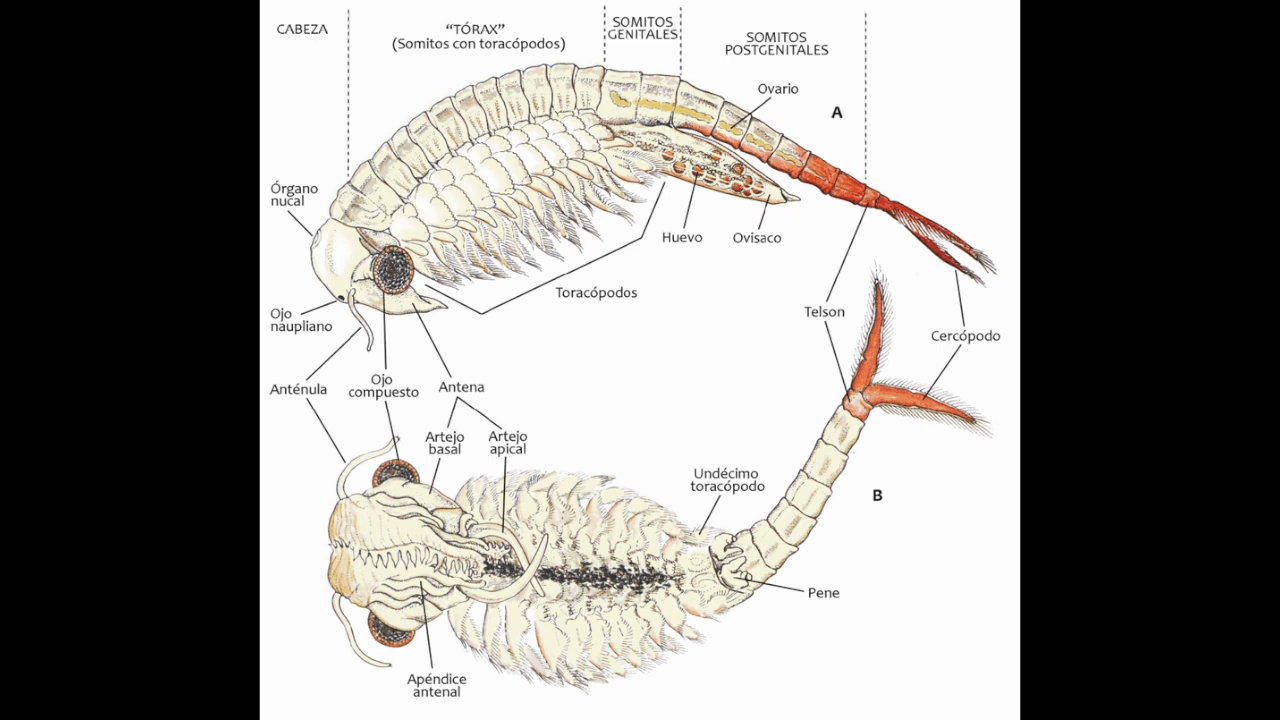 CABEZA
“TÓRAX”
(Somitos con toracópodos)
SOMITOS
GENITALES
SOMITOS
POSTGENITALES
Ovario
A
Órgano
nucal
Huevo
Ovisaco
Toracópodos
Ojo
naupliano
Telson
Cercópodo
Anténula
Ojo
compuesto
Antena
Artejo
basal
Artejo
apical
Undécimo
toracópodo
B
Pene
Apéndice
antenal